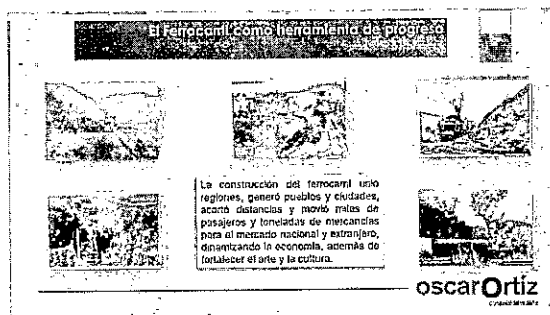 El Ferrocarril como herramienta de progreso
La construcción del ferrocarril unió
regiones, generó pueblos y ciudades,
acortó distancias y movió miles de
pasajeros y toneladas de mercancías
para el mercado nacional y extranjero,
dinamizando la economía, además de
fortalecer el arte y la cultura.
oscarOrtiz